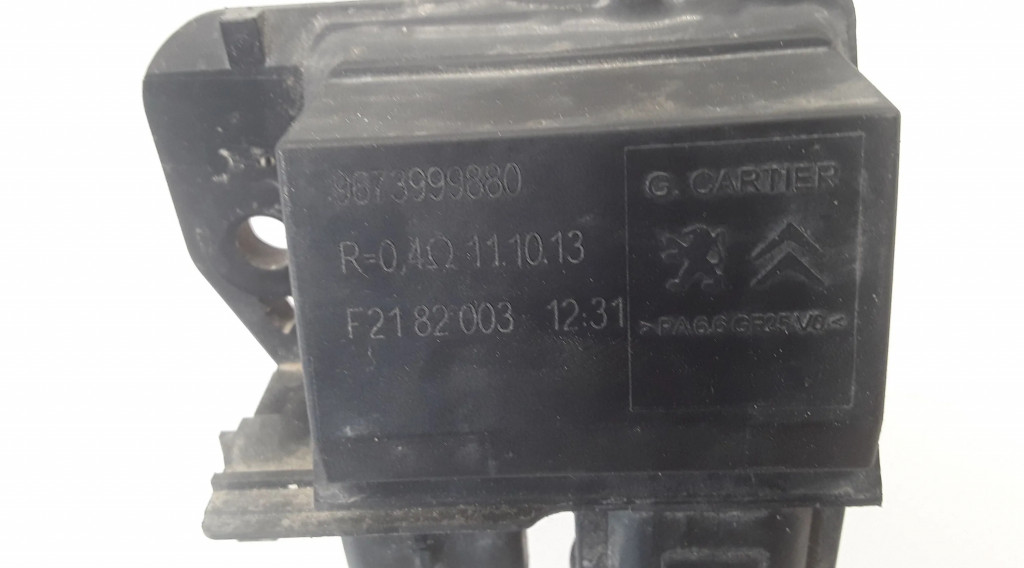 9673999880
R=0,4Ω 11.10.13
F21 82 003 12:31
G. CARTIER
>PA6.6 GF25 V0<